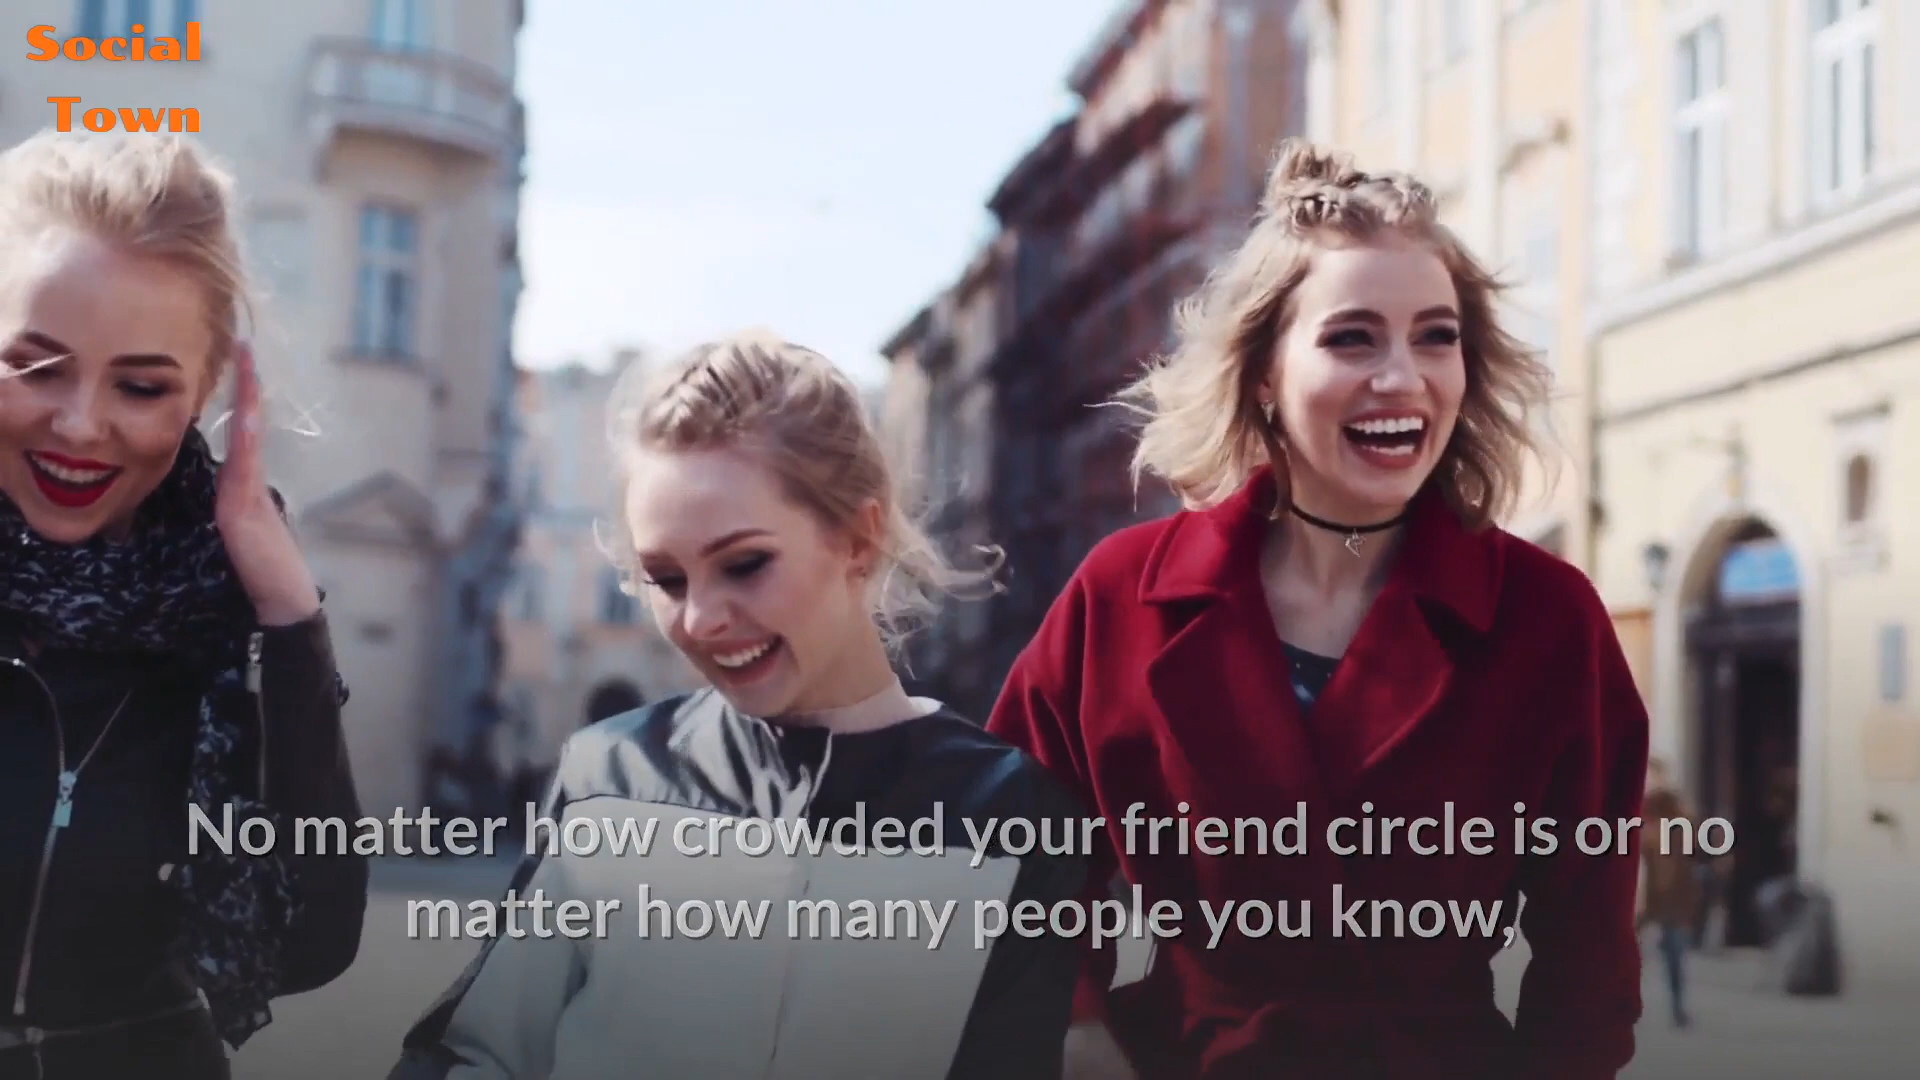 Social
Town
No matter how crowded your friend circle is or no
matter how many people you know,